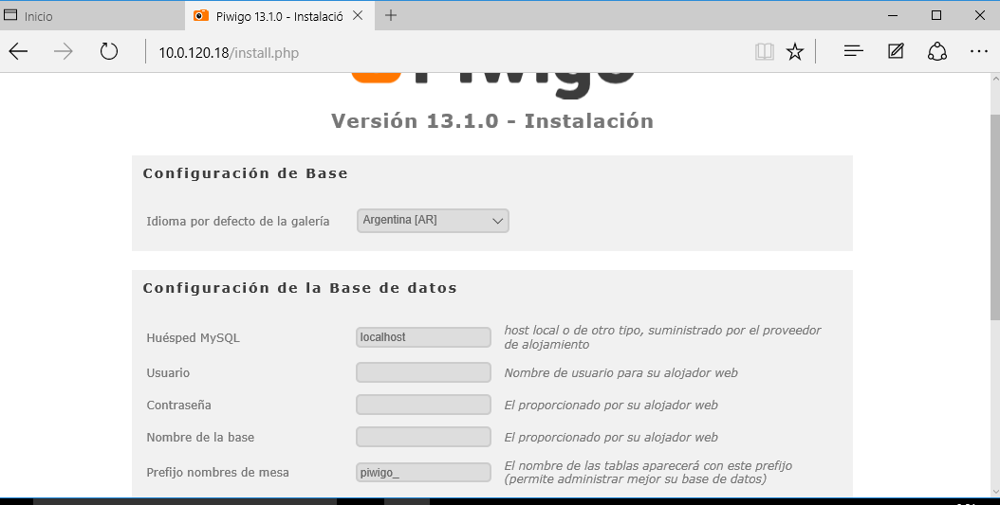 Inicio
Piwigo 13.1.0 - Instalació
10.0.120.18/install.php
Piwigo
Versión 13.1.0 - Instalación
Configuración de Base
Idioma por defecto de la galería
Argentina [AR]
Configuración de la Base de datos
Huésped MySQL
localhost
host local o de otro tipo, suministrado por el proveedor
de alojamiento
Usuario
Nombre de usuario para su alojador web
Contraseña
El proporcionado por su alojador web
Nombre de la base
El proporcionado por su alojador web
Prefijo nombres de mesa
piwigo_
El nombre de las tablas aparecerá con este prefijo
(permite administrar mejor su base de datos)